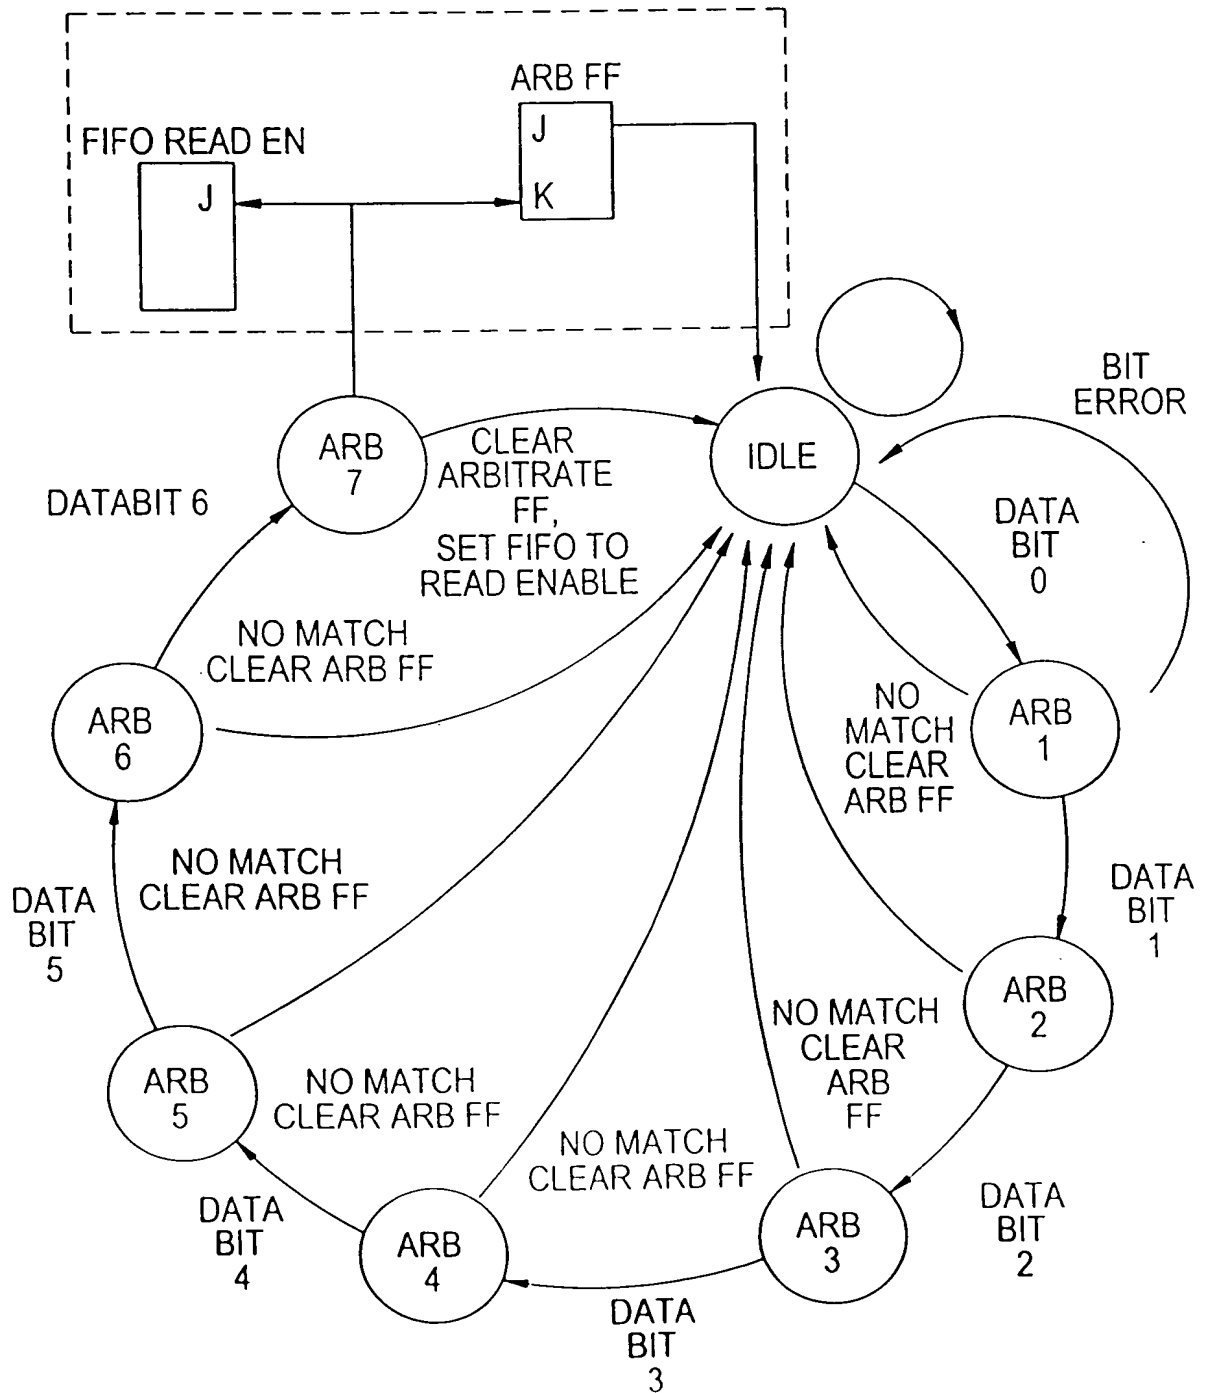 ARB FF
J
K
FIFO READ EN
J
BIT
ERROR
ARB
7
CLEAR
ARBITRATE
FF,
SET FIFO TO
READ ENABLE
IDLE
DATABIT 6
DATA
BIT
0
NO MATCH
CLEAR ARB FF
ARB
6
NO
MATCH
CLEAR
ARB FF
ARB
1
NO MATCH
CLEAR ARB FF
DATA
BIT
5
DATA
BIT
1
ARB
2
NO MATCH
CLEAR
ARB
FF
ARB
5
NO MATCH
CLEAR ARB FF
NO MATCH
CLEAR ARB FF
DATA
BIT
4
ARB
4
ARB
3
DATA
BIT
2
DATA
BIT
3